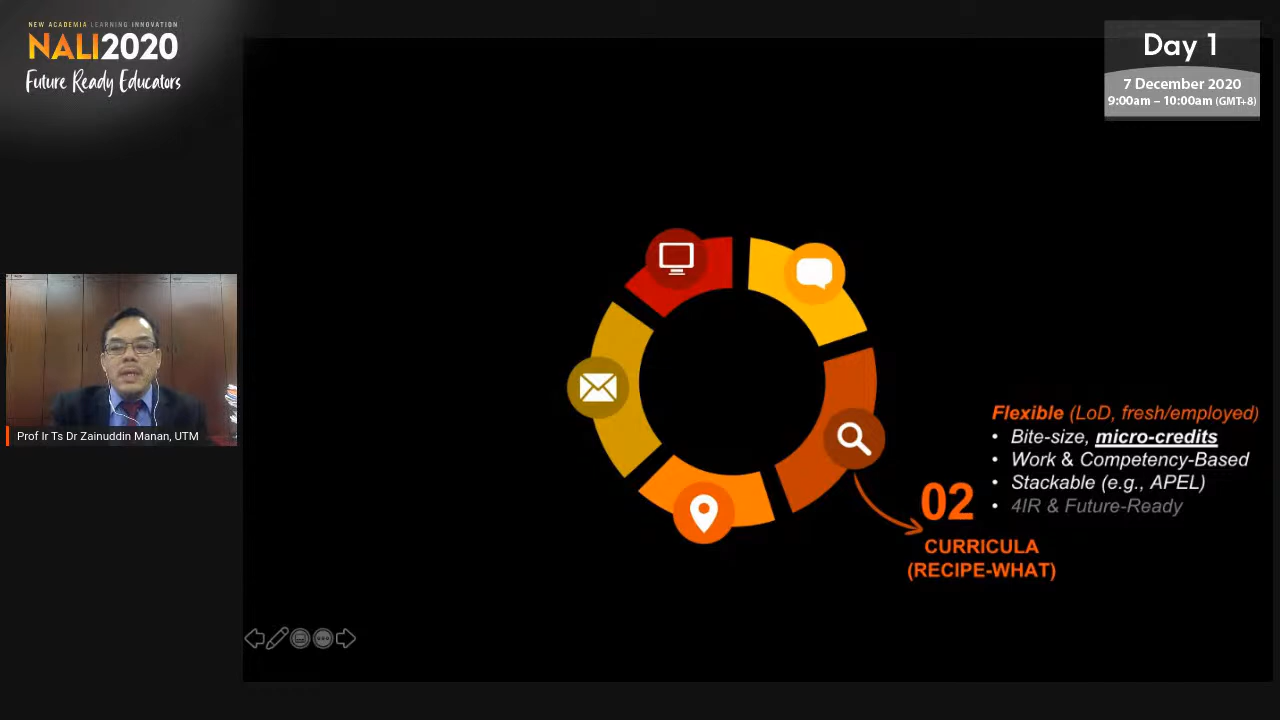 NEW ACADEMIA LEARNING INNOVATION
NALI2020
Future Ready Educators
Day 1
7 December 2020
9:00am – 10:00am (GMT+8)
Prof Ir Ts Dr Zainuddin Manan, UTM
Flexible (LoD, fresh/employed)
• Bite-size, micro-credits
• Work & Competency-Based
• Stackable (e.g., APEL)
• 4IR & Future-Ready
02
CURRICULA
(RECIPE-WHAT)